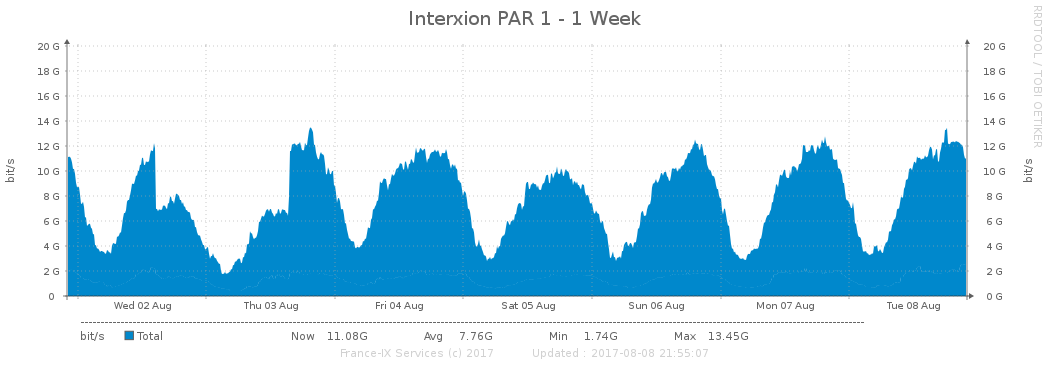 Interxion PAR 1 - 1 Week
RRDTOOL / TOBI OETIKER
bit/s
20 G 20 G
18 G 18 G
16 G 16 G
14 G 14 G
12 G 12 G
10 G 10 G
8 G 8 G
6 G 6 G
4 G 4 G
2 G 2 G
0 0 G
bit/s
Wed 02 Aug Thu 03 Aug Fri 04 Aug Sat 05 Aug Sun 06 Aug Mon 07 Aug Tue 08 Aug
bit/s Total Now 11.08G Avg 7.76G Min 1.74G Max 13.45G
France-IX Services (c) 2017 Updated : 2017-08-08 21:55:07